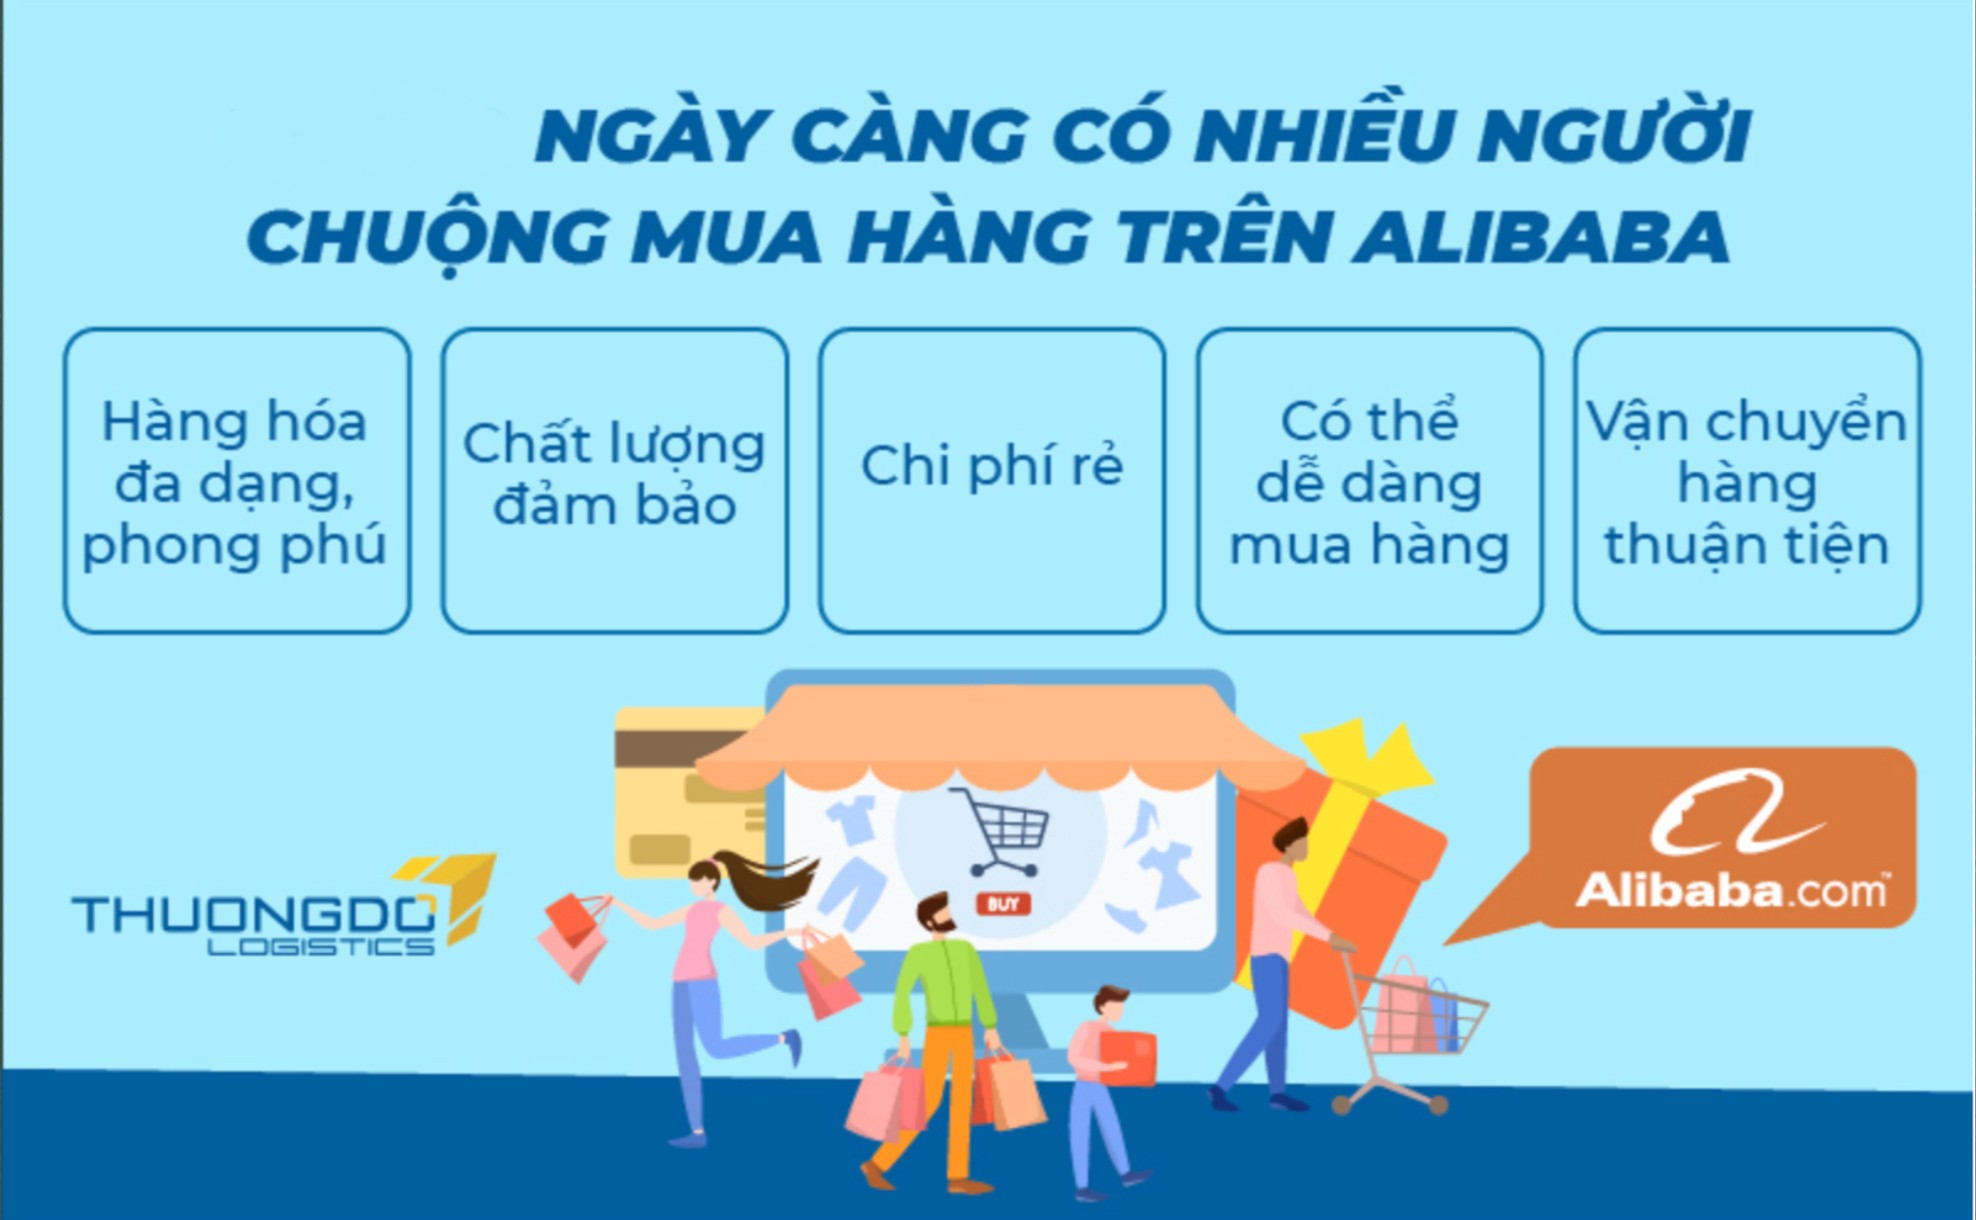 NGÀY CÀNG CÓ NHIỀU NGƯỜI
CHUỘNG MUA HÀNG TRÊN ALIBABA
Hàng hóa
đa dạng,
phong phú
Chất lượng
đảm bảo
Chi phí rẻ
Có thể
dễ dàng
mua hàng
Vận chuyển
hàng
thuận tiện
BUY
THUONGDO
LOGISTICS
Alibaba.com™